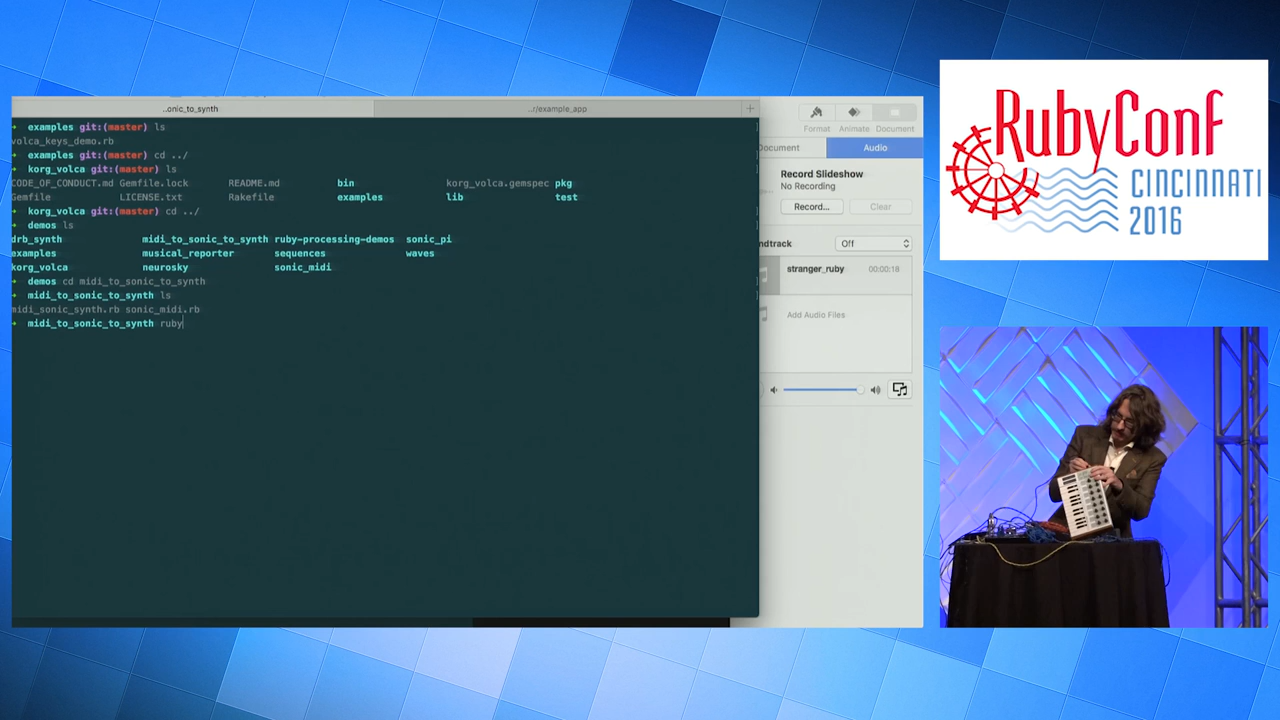 ..onic_to_synth
..r/example_app
+
→ examples git:(master) ls
volca_keys_demo.rb
→ examples git:(master) cd ../
→ korg_volca git:(master) ls
CODE_OF_CONDUCT.md Gemfile.lock README.md bin korg_volca.gemspec pkg
Gemfile LICENSE.txt Rakefile examples lib test
→ korg_volca git:(master) cd ../
→ demos ls
drb_synth midi_to_sonic_to_synth ruby-processing-demos sonic_pi
examples musical_reporter sequences waves
korg_volca neurosky sonic_midi
→ demos cd midi_to_sonic_to_synth
→ midi_to_sonic_to_synth ls
midi_sonic_synth.rb sonic_midi.rb
→ midi_to_sonic_to_synth ruby
Format Animate Document
Document Audio
Record Slideshow
No Recording
Record... Clear
ndtrack Off
stranger_ruby 00:00:18
Add Audio Files
RubyConf
CINCINNATI
2016